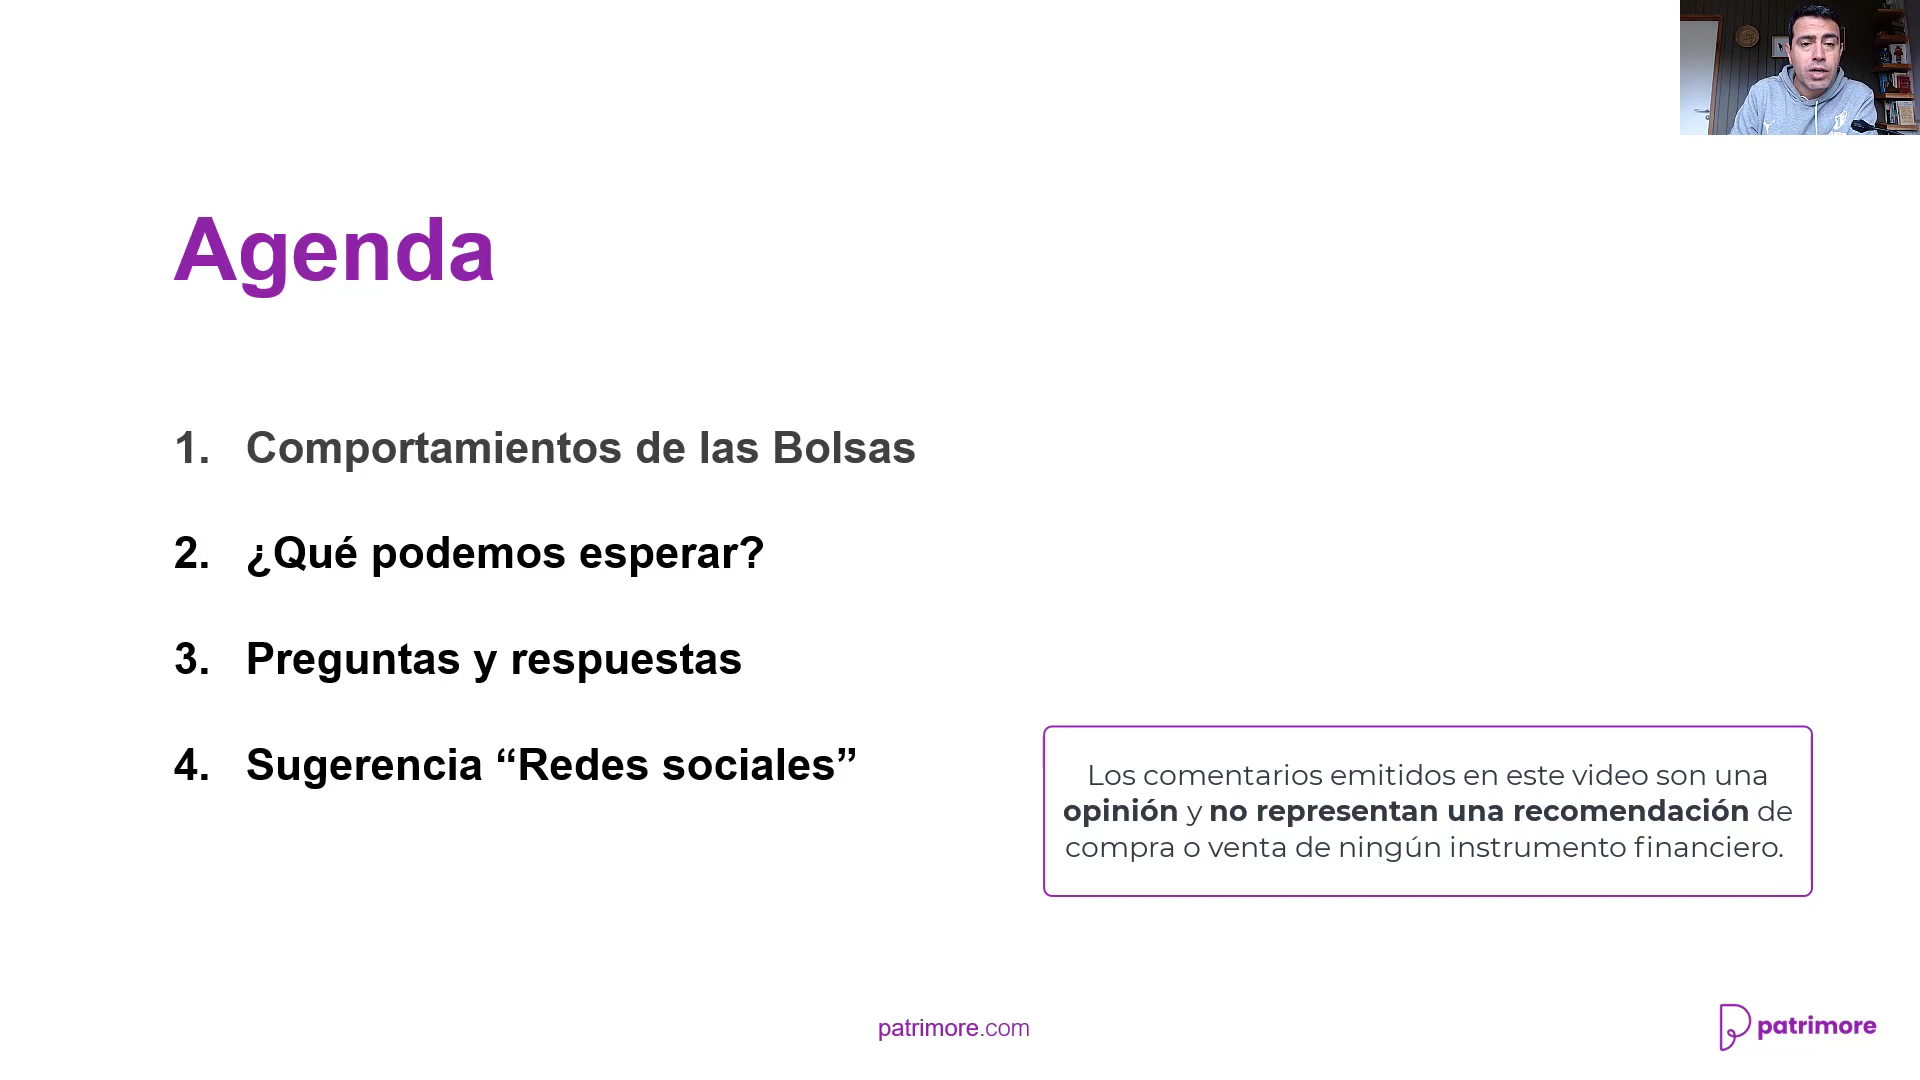 Agenda
1. Comportamientos de las Bolsas
2. ¿Qué podemos esperar?
3. Preguntas y respuestas
4. Sugerencia “Redes sociales”
Los comentarios emitidos en este video son una
opinión y no representan una recomendación de
compra o venta de ningún instrumento financiero.
patrimore.com
patrimore